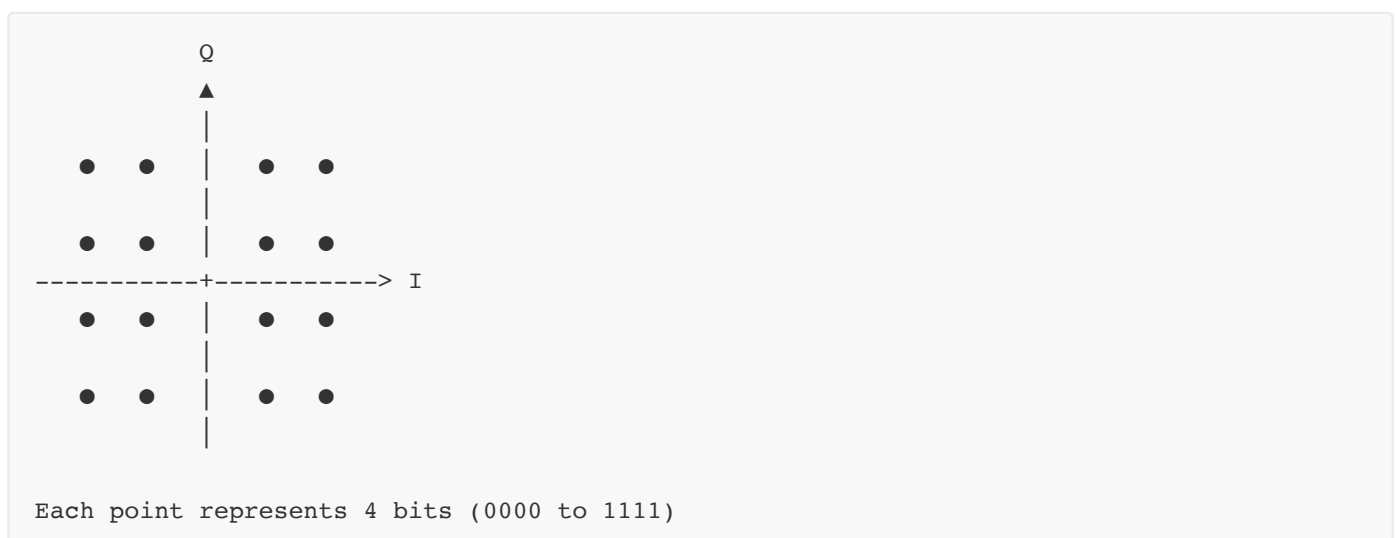 Q
▲
|
● ● | ● ●
|
● ● | ● ●
-----------+-----------> I
● ● | ● ●
|
● ● | ● ●
|
Each point represents 4 bits (0000 to 1111)